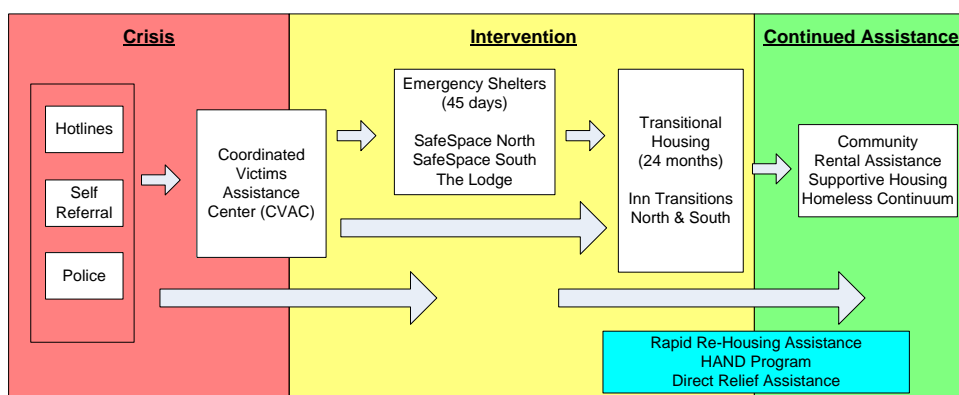 Crisis
Intervention
Continued Assistance
Hotlines
Self
Referral
Police
Coordinated
Victims
Assistance
Center (CVAC)
Emergency Shelters
(45 days)
SafeSpace North
SafeSpace South
The Lodge
Transitional
Housing
(24 months)
Inn Transitions
North & South
Community
Rental Assistance
Supportive Housing
Homeless Continuum
Rapid Re-Housing Assistance
HAND Program
Direct Relief Assistance